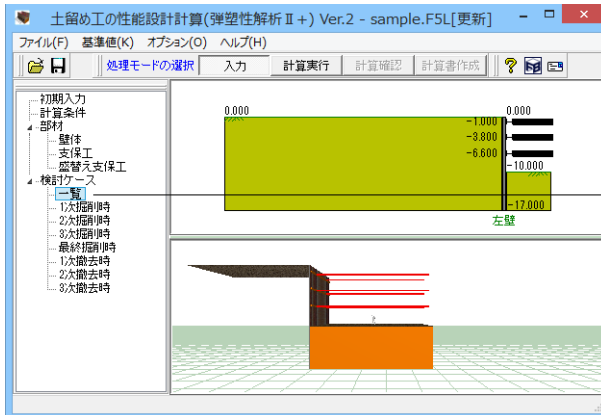 土留め工の性能設計計算(弾塑性解析Ⅱ+) Ver.2 - sample.F5L[更新]
ファイル(F) 基準値(K) オプション(O) ヘルプ(H)
処理モードの選択 入力 計算実行 計算確認 計算書作成
初期入力
計算条件
部材
壁体
支保工
盛替え支保工
検討ケース
一覧
1次掘削時
2次掘削時
3次掘削時
最終掘削時
1次撤去時
2次撤去時
3次撤去時
0.000 0.000
-1.000
-3.800
-6.600
-10.000
-17.000
左壁